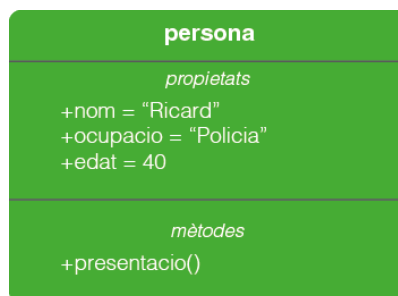 persona
propietats
+nom = “Ricard”
+ocupacio = “Policia”
+edat = 40
mètodes
+presentacio()